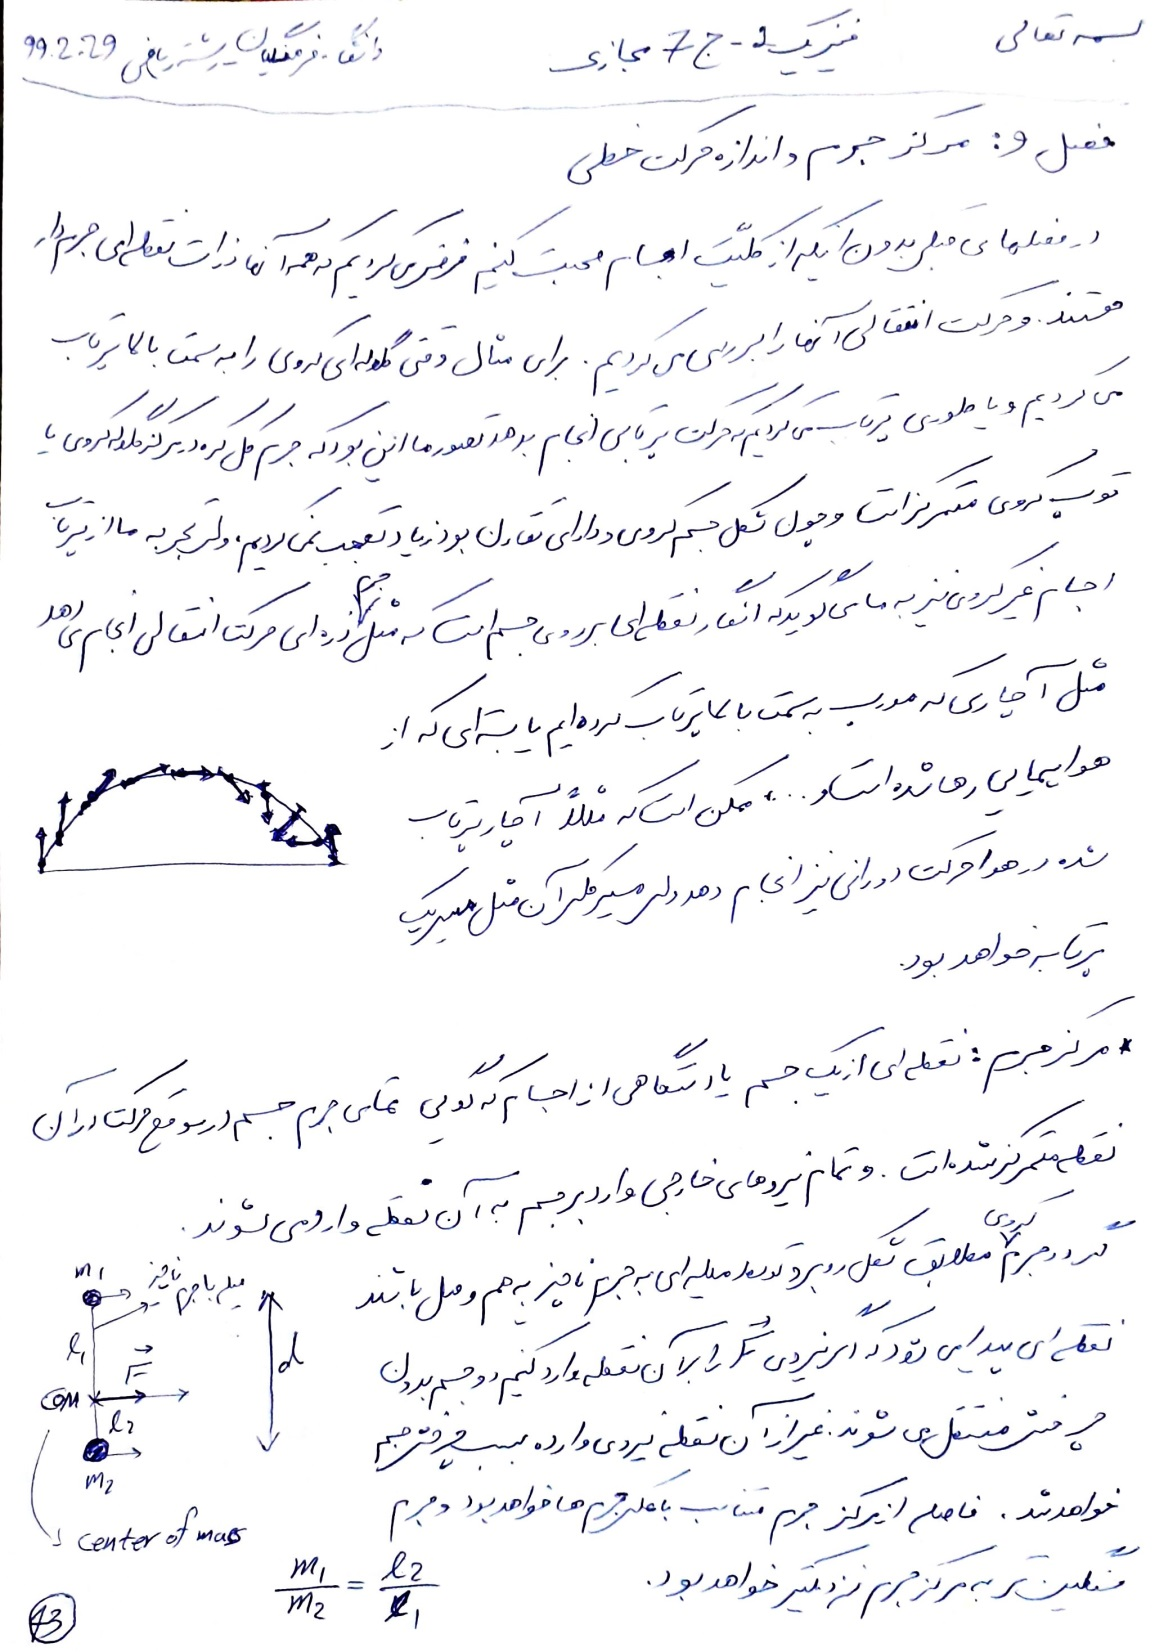 بسمه تعالی
فیزیک 1 - ج 7 مجازی
دانشگاه فرهنگیان رشته ریاضی 99.2.29
فصل 9: مرکز جرم و اندازه حرکت خطی
در فصلهای قبل بدون اینکه از کلیّت اجسام صحبت کنیم فرض می کردیم که همه آنها ذرات نقطه ای جرم دار
هستند. و حرکت انتقالی آنها را بررسی می کردیم. برای مثال وقتی گلوله ای کروی را به سمت بالا پرتاب
می کردیم و یا طوری پرتاب می کردیم که حرکت پرتابی انجام بدهد تصور ما این بود که جرم کل کره در مرکز گلوله کروی یا
توپ کروی متمرکز است و چون شکل جسم کروی و دارای تقارن بود زیاد تعجب نمی کردیم. ولی تجربه ما از پرتاب
اجسام غیر کروی نیز به ما می گوید که انگار نقطه ای بر روی جسم است که مثل جرم ذره ای حرکت انتقالی انجام می دهد
مثل آچاری که مورب به سمت بالا پرتاب کرده ایم یا بسته ای که از
هواپیمایی رها شده است و ... ممکن است که مثلاً آچار پرتاب
شده در هوا حرکت دورانی نیز انجام دهد ولی مسیر کلی آن مثل مسیر یک
پرتابه خواهد بود.
* مرکز جرم: نقطه ای از یک جسم یا دستگاهی از اجسام که گویی تمامی جرم جسم در موقع حرکت در آن
نقطه متمرکز شده است. و تمام نیروهای خارجی وارد بر جسم به آن نقطه وارد می شوند.
گر دو جرم کروی مطابق شکل روبرو توسط میله ای به جرم ناچیز به هم وصل باشند
نقطه ای پیدا می شود که اگر نیروی را بر آن نقطه وارد کنیم دو جسم بدون
چرخش منتقل می شوند. غیر از آن نقطه نیروی وارده سبب چرخش جسم
خواهد شد. فاصله از مرکز جرم متناسب با عکس جرم ها خواهد بود و جرم
سنگین تر به مرکز جرم نزدیکتر خواهد بود.
m1
میله با جرم ناچیز
l1
d
F
COM
l2
m2
center of mass
m1/m2 = l2/l1
43